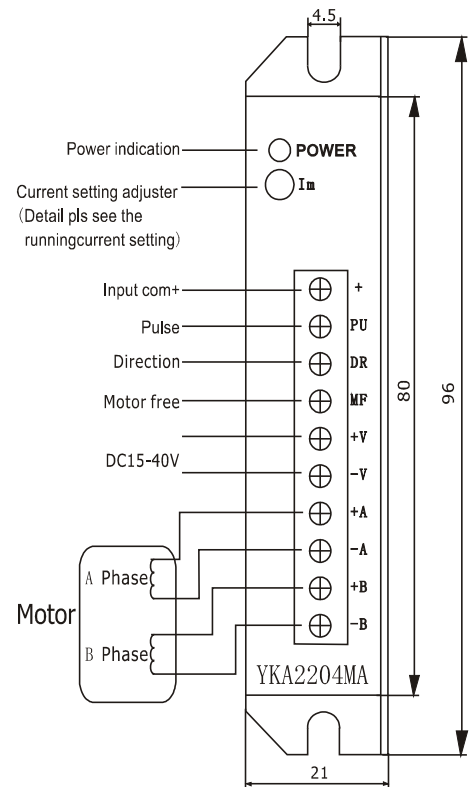 4.5
Power indication
POWER
Current setting adjuster
(Detail pls see the
runningcurrent setting)
Im
Input com+
+
Pulse
PU
Direction
DR
Motor free
MF
+V
DC15-40V
-V
+A
-A
+B
-B
A Phase
B Phase
Motor
YKA2204MA
80
96
21